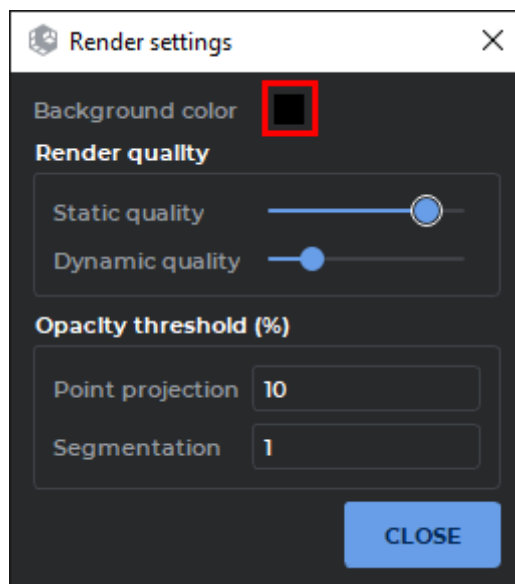 Render settings
Background color
Render quality
Static quality
Dynamic quality
Opacity threshold (%)
Point projection 10
Segmentation 1
CLOSE